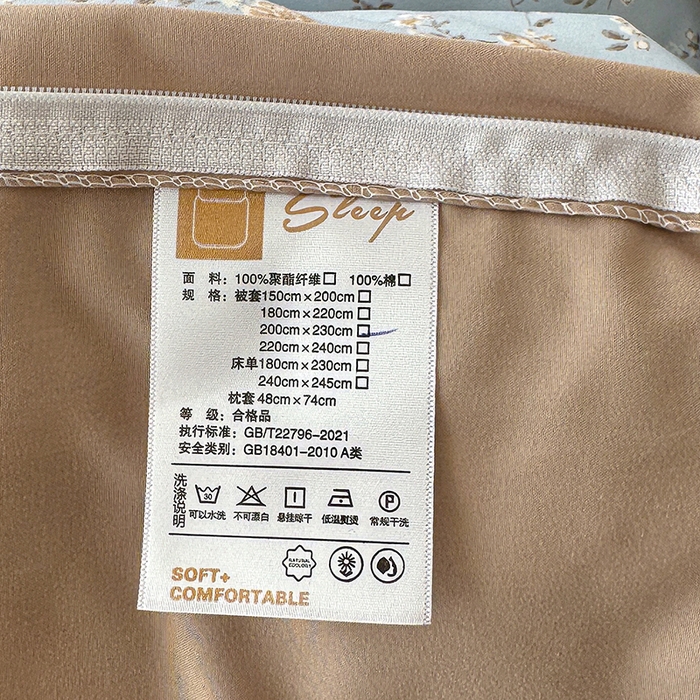 Sleep
面 料：100%聚酯纤维□ 100%棉□
规 格：被套150cm×200cm□
180cm×220cm□
200cm×230cm□
220cm×240cm□
床单180cm×230cm□
240cm×245cm□
枕套 48cm×74cm
等 级：合格品
执行标准：GB/T22796-2021
安全类别：GB18401-2010 A类
洗涤说明
30 P
可以水洗 不可漂白 悬挂晾干 低温熨烫 常规干洗
NATURAL ECOLOGY
SOFT+
COMFORTABLE